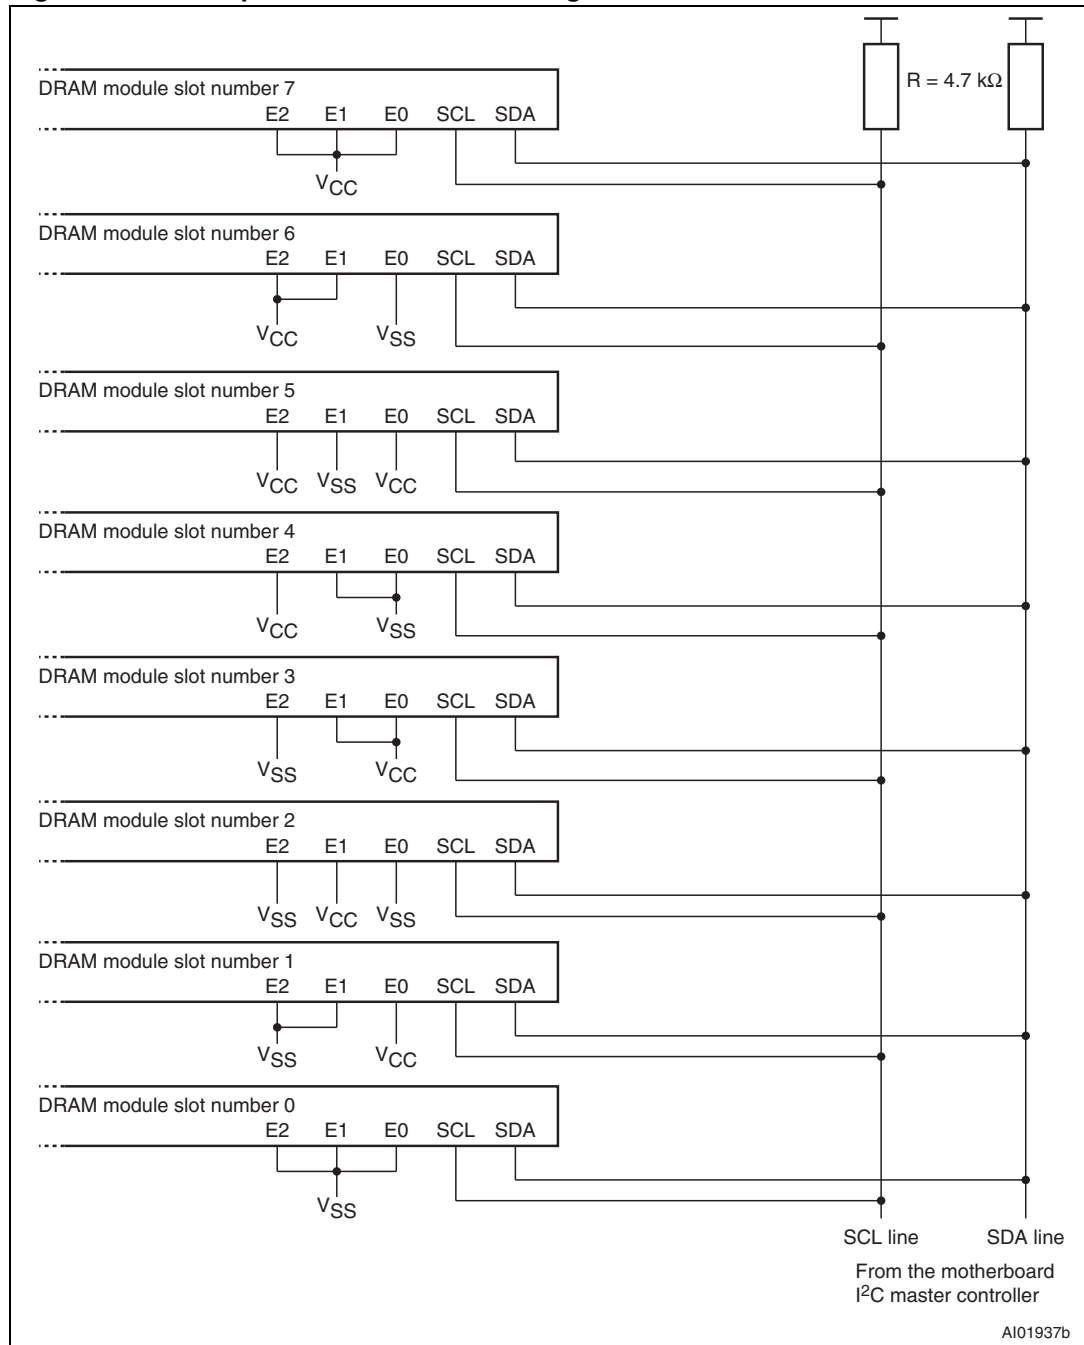 R = 4.7 kΩ
DRAM module slot number 7
E2 E1 E0 SCL SDA
VCC
DRAM module slot number 6
E2 E1 E0 SCL SDA
VCC VSS
DRAM module slot number 5
E2 E1 E0 SCL SDA
VCC VSS VCC
DRAM module slot number 4
E2 E1 E0 SCL SDA
VCC VSS
DRAM module slot number 3
E2 E1 E0 SCL SDA
VSS VCC
DRAM module slot number 2
E2 E1 E0 SCL SDA
VSS VCC VSS
DRAM module slot number 1
E2 E1 E0 SCL SDA
VSS VCC
DRAM module slot number 0
E2 E1 E0 SCL SDA
VSS
SCL line SDA line
From the motherboard
I²C master controller
AI01937b